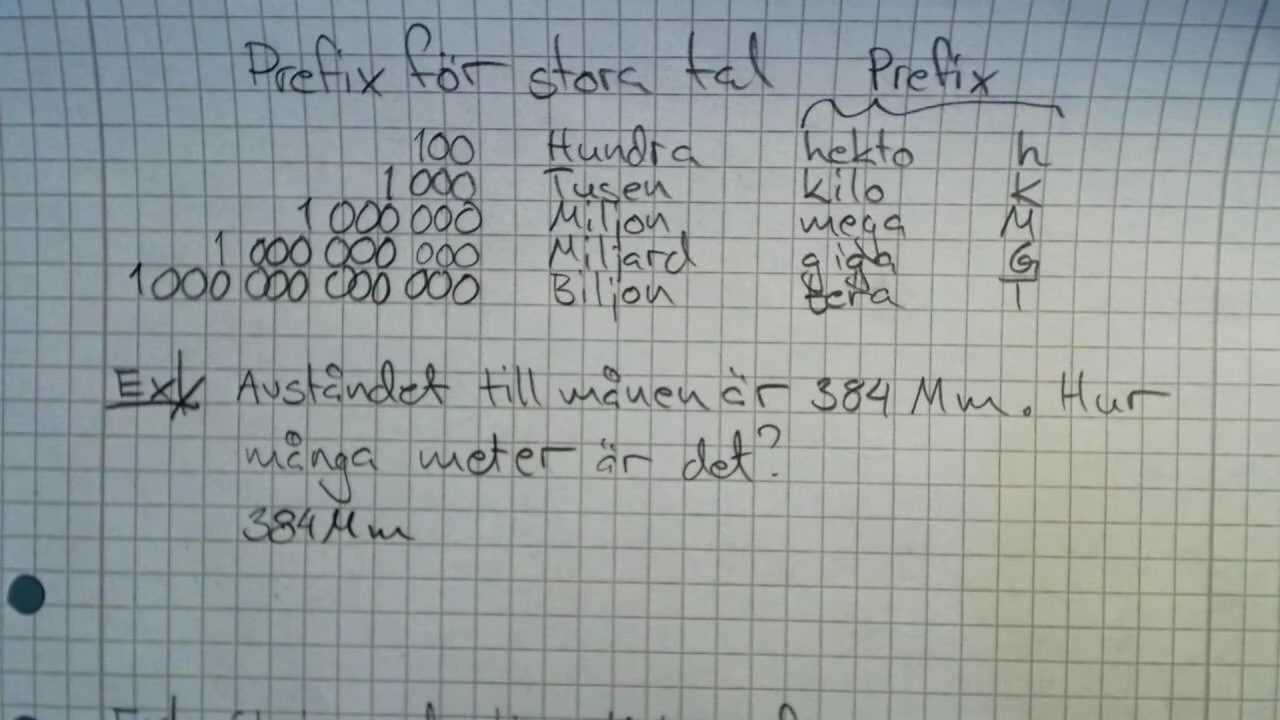 Prefix för stora tal Prefix
100 Hundra hekto h
1 000 Tusen kilo K
1 000 000 Miljon mega M
1 000 000 000 Miljard giga G
1000 000 000 000 Biljon tera T
Ex Avståndet till månen är 384 Mm. Hur
många meter är det?
384 Mm